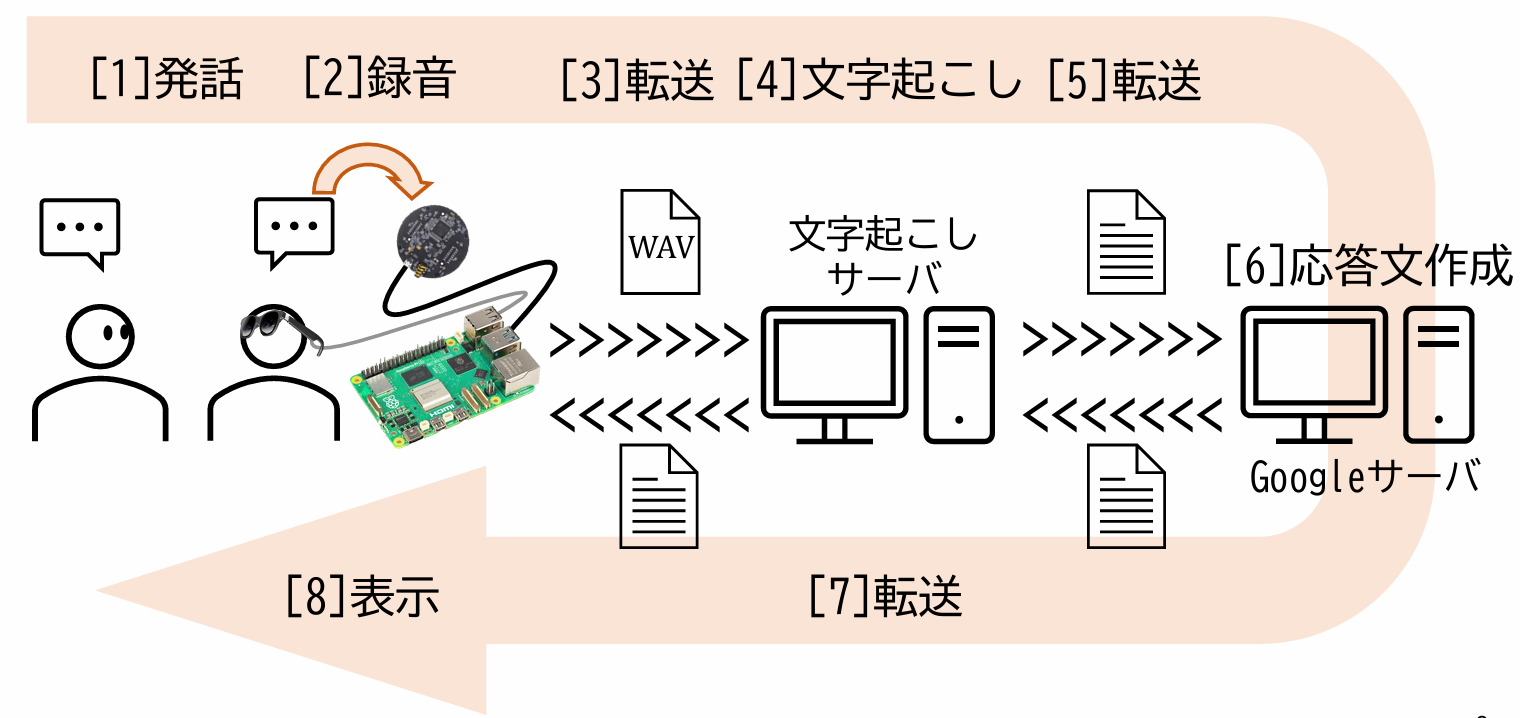 [1]発話 [2]録音 [3]転送 [4]文字起こし [5]転送
WAV
文字起こし
サーバ
[6]応答文作成
HDMI
Googleサーバ
[8]表示 [7]転送